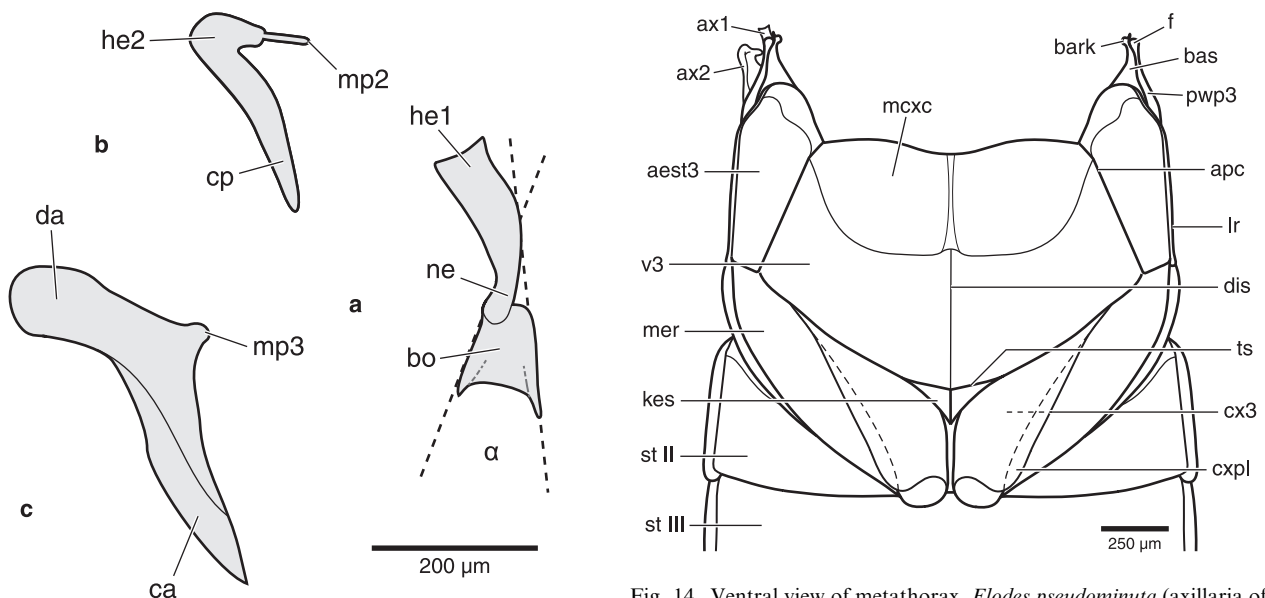 he2
mp2
b
cp
he1
da
ne
a
mp3
bo
α
c
ca
200 µm
ax1
f
bark
bas
ax2
pwp3
mcxc
aest3
apc
lr
v3
dis
mer
ts
kes
cx3
st II
cxpl
st III
250 µm
Fig. 14. Ventral view of metathorax, Elodes pseudominuta (axillaria of